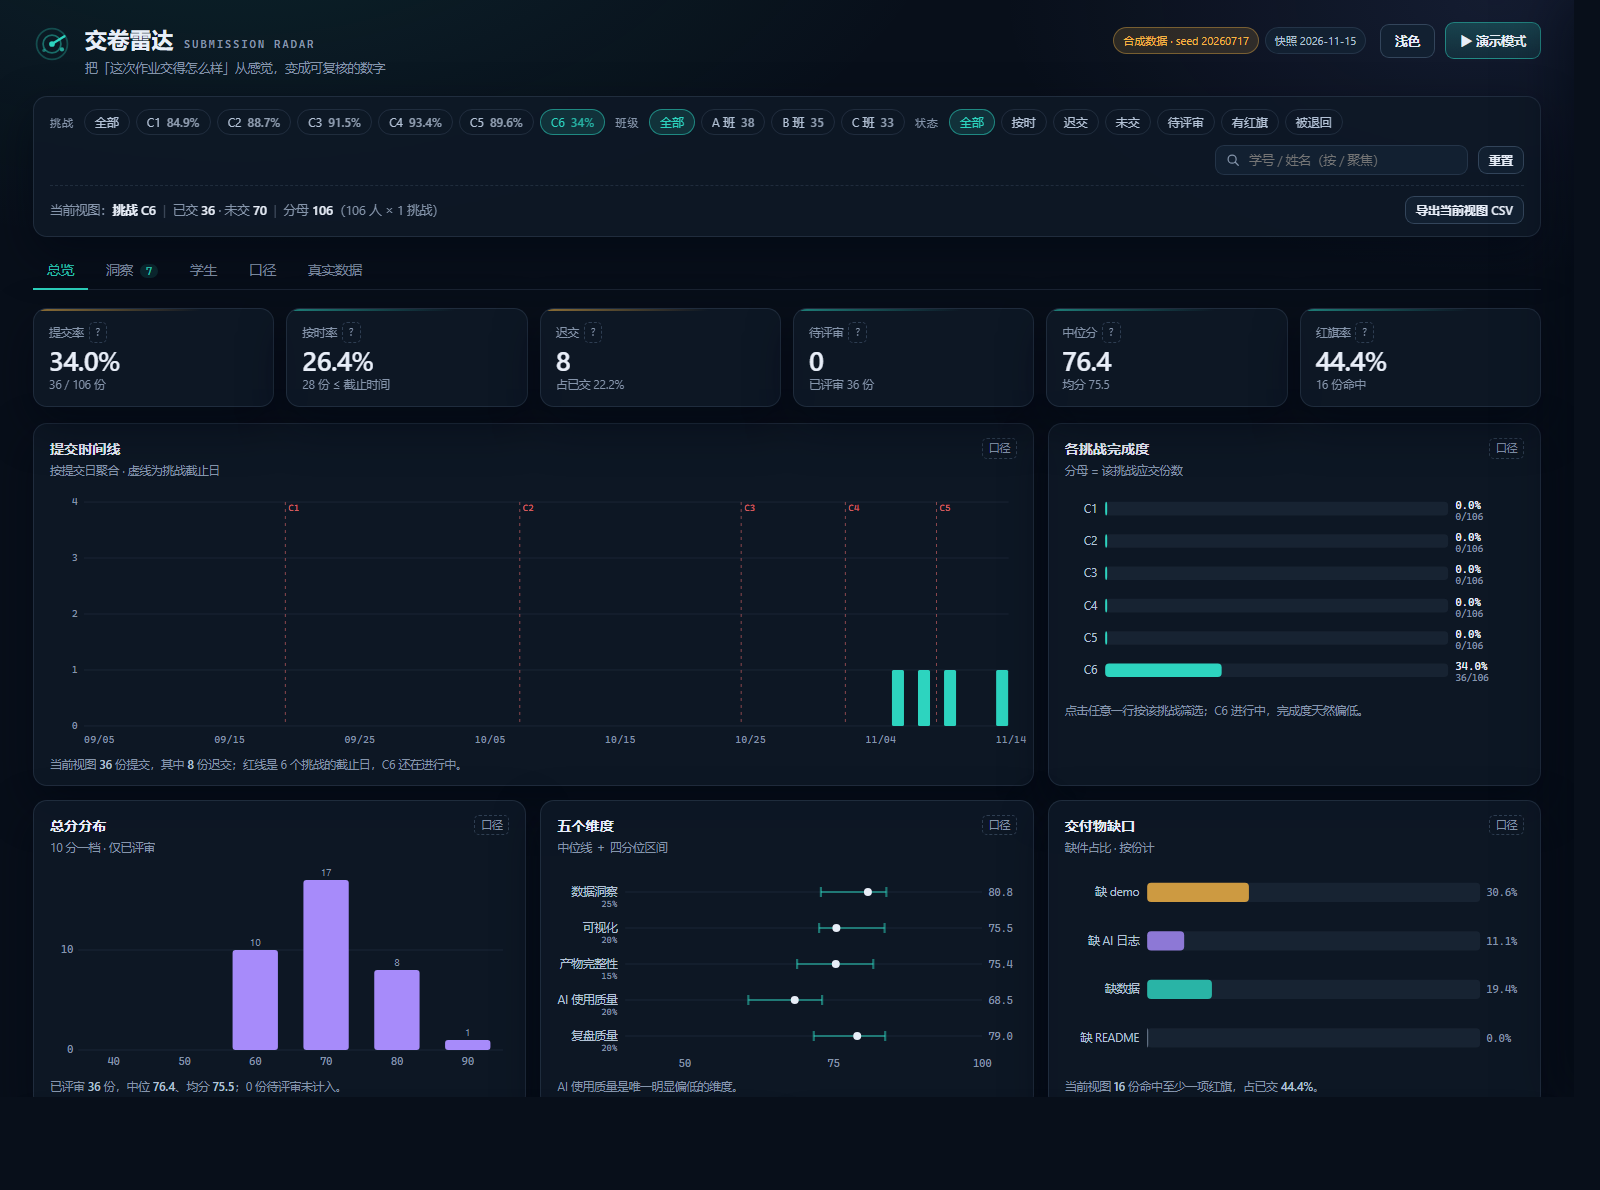 交卷雷达 SUBMISSION RADAR
把「这次作业交得怎么样」从感觉，变成可复核的数字
合成数据 · seed 20260717
快照 2026-11-15
浅色
▶ 演示模式
挑战 全部 C1 84.9% C2 88.7% C3 91.5% C4 93.4% C5 89.6% C6 34% 班级 全部 A 班 38 B 班 35 C 班 33 状态 全部 按时 迟交 未交 待评审 有红旗 被退回
学号 / 姓名（按 / 聚焦）
重置
当前视图：挑战 C6 | 已交 36 · 未交 70 | 分母 106（106 人 × 1 挑战）
导出当前视图 CSV
总览 洞察 7 学生 口径 真实数据
提交率 ?
34.0%
36 / 106 份
按时率 ?
26.4%
28 份 ≤ 截止时间
迟交 ?
8
占已交 22.2%
待评审 ?
0
已评审 36 份
中位分 ?
76.4
均分 75.5
红旗率 ?
44.4%
16 份命中
提交时间线
口径
按提交日聚合 · 虚线为挑战截止日
4
3
2
1
0
C1 C2 C3 C4 C5
09/05 09/15 09/25 10/05 10/15 10/25 11/04 11/14
当前视图 36 份提交，其中 8 份迟交；红线是 6 个挑战的截止日，C6 还在进行中。
各挑战完成度
口径
分母 = 该挑战应交份数
C1 0.0%
0/106
C2 0.0%
0/106
C3 0.0%
0/106
C4 0.0%
0/106
C5 0.0%
0/106
C6 34.0%
36/106
点击任意一行按该挑战筛选；C6 进行中，完成度天然偏低。
总分分布
口径
10 分一档 · 仅已评审
17
10
8
1
10
0
40 50 60 70 80 90
已评审 36 份，中位 76.4、均分 75.5；0 份待评审未计入。
五个维度
口径
中位线 + 四分位区间
数据洞察 80.8
25%
可视化 75.5
20%
产物完整性 75.4
15%
AI 使用质量 68.5
20%
复盘质量 79.0
20%
50 75 100
AI 使用质量是唯一明显偏低的维度。
交付物缺口
口径
缺件占比 · 按份计
缺 demo 30.6%
缺 AI 日志 11.1%
缺数据 19.4%
缺 README 0.0%
当前视图 16 份命中至少一项红旗，占已交 44.4%。